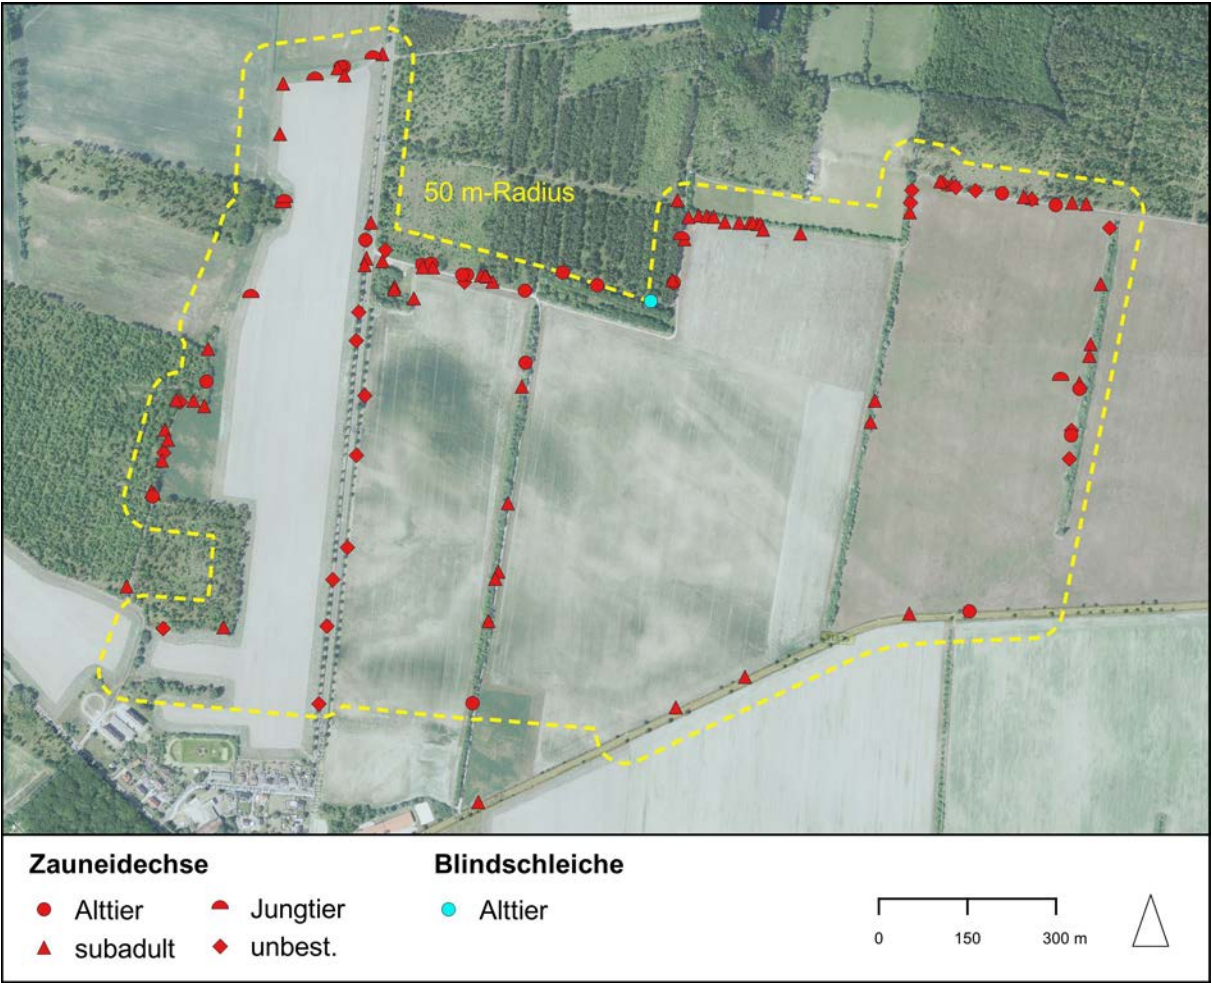 50 m-Radius
Zauneidechse
Alttier
Jungtier
subadult
unbest.
Blindschleiche
Alttier
0 150 300 m